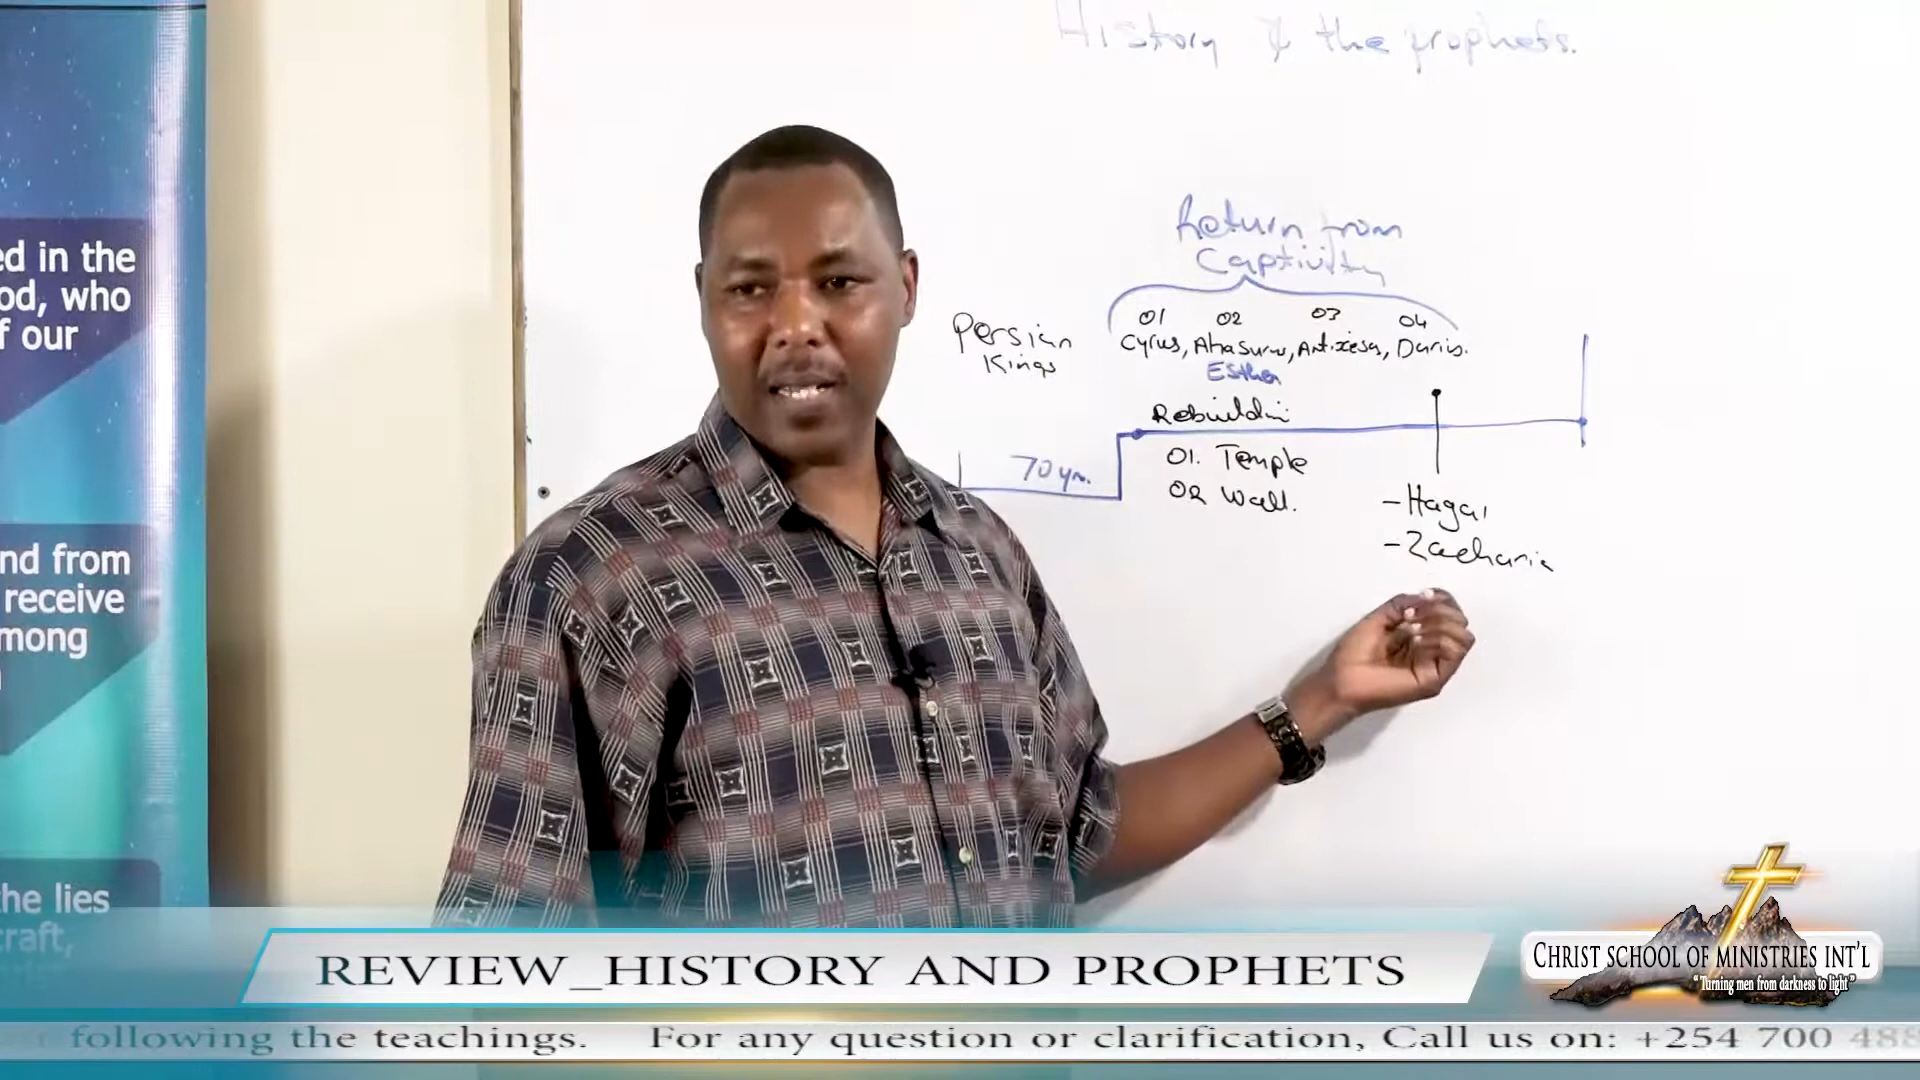 History & the prophets.
Return from
Captivity
01 02 03 04
Persian
Kings
Cyrus, Ahasurus, Artixesa, Darius.
Esther
Rebuildin
70 yrs.
01. Temple
02 Wall.
- Hagai
- Zacharia
ed in the
od, who
f our
nd from
receive
mong
he lies
craft,
REVIEW_HISTORY AND PROPHETS
CHRIST SCHOOL OF MINISTRIES INT'L
"Turning men from darkness to light"
following the teachings. For any question or clarification, Call us on: +254 700 488